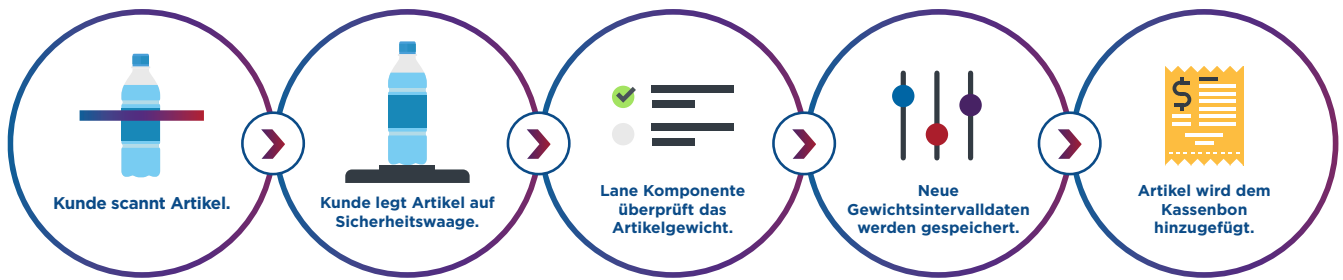 Kunde scannt Artikel.
Kunde legt Artikel auf
Sicherheitswaage.
Lane Komponente
überprüft das
Artikelgewicht.
Neue
Gewichtsintervalldaten
werden gespeichert.
$
Artikel wird dem
Kassenbon
hinzugefügt.